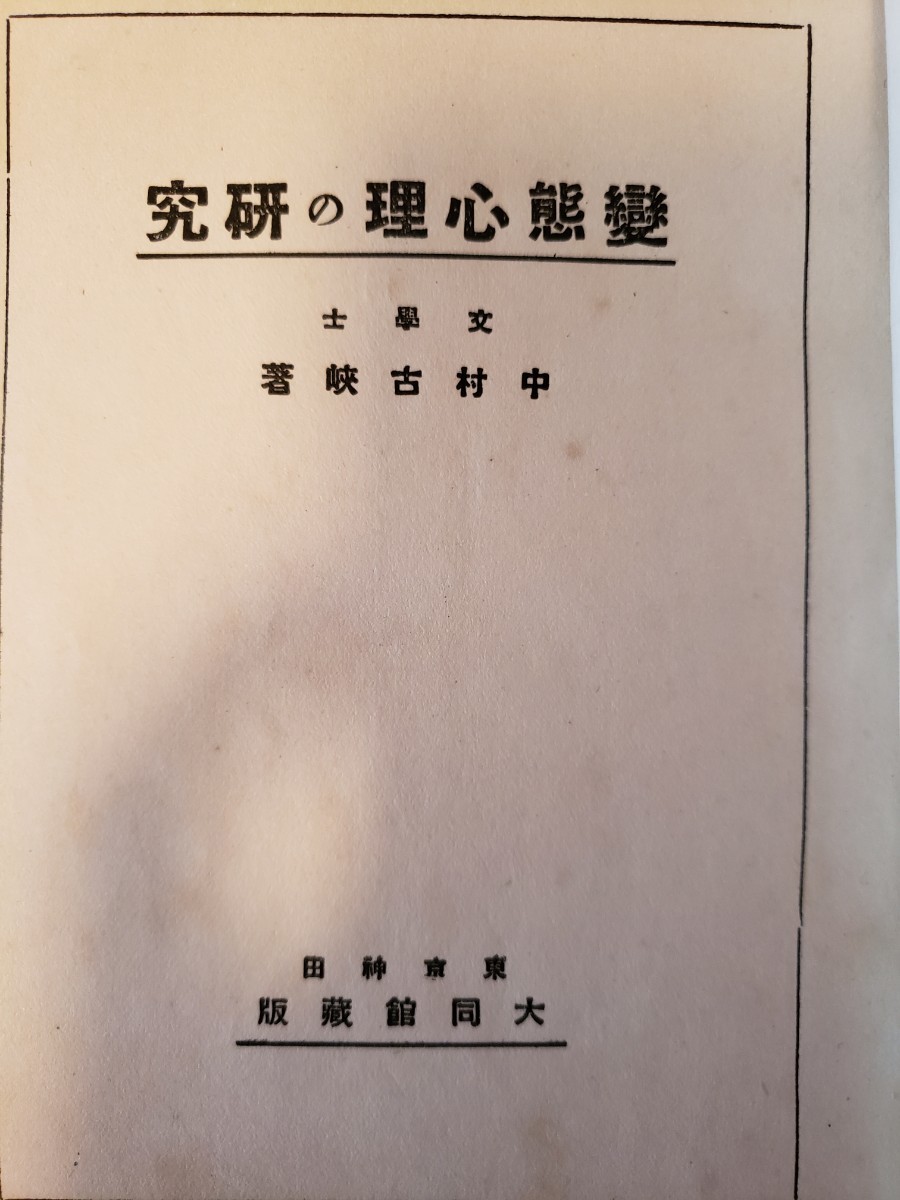 變態心理の研究
文學士
中村古峽著
東京神田
大同館藏版